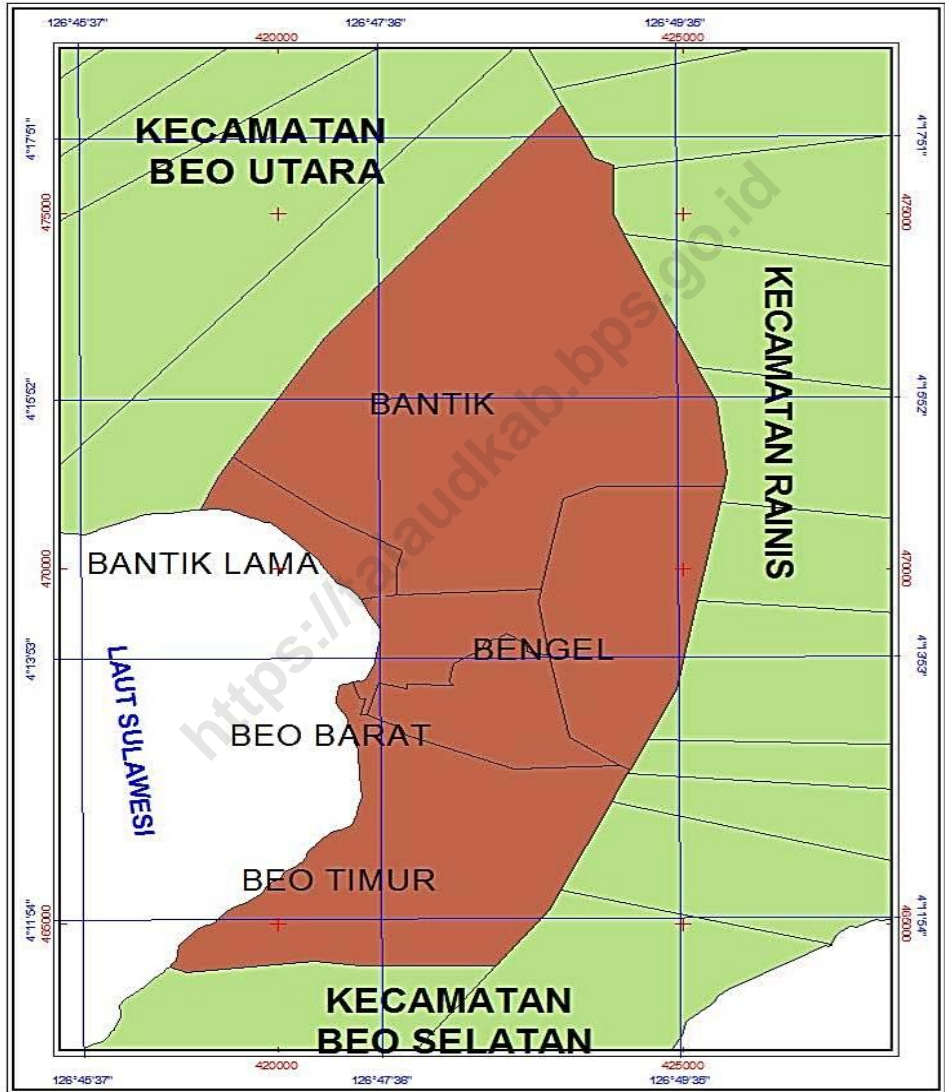 126°45'37" 126°47'36" 126°49'35"
420000 425000
KECAMATAN
BEO UTARA
4°17'51" 4°17'51"
475000 475000
KECAMATAN RAINIS
4°15'52" 4°15'52"
BANTIK
BANTIK LAMA
470000 470000
BENGEL
4°13'53" 4°13'53"
LAUT SULAWESI
BEO BARAT
BEO TIMUR
4°11'54" 4°11'54"
465000 465000
KECAMATAN
BEO SELATAN
420000 425000
126°45'37" 126°47'36" 126°49'35"
https://talaudkab.bps.go.id